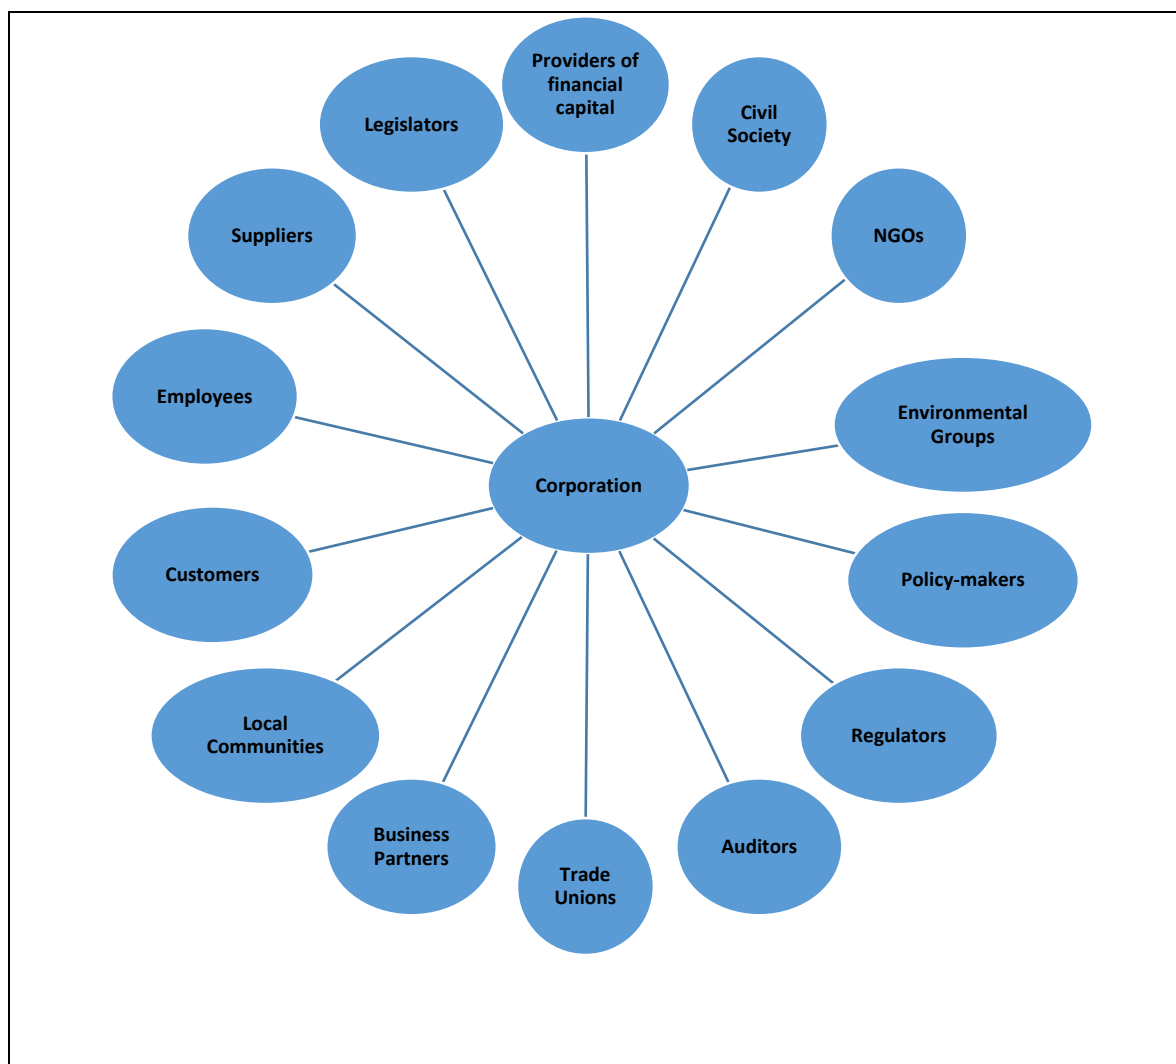 Providers of
financial
capital
Civil
Society
Legislators
NGOs
Suppliers
Employees
Environmental
Groups
Corporation
Customers
Policy-makers
Local
Communities
Regulators
Business
Partners
Auditors
Trade
Unions